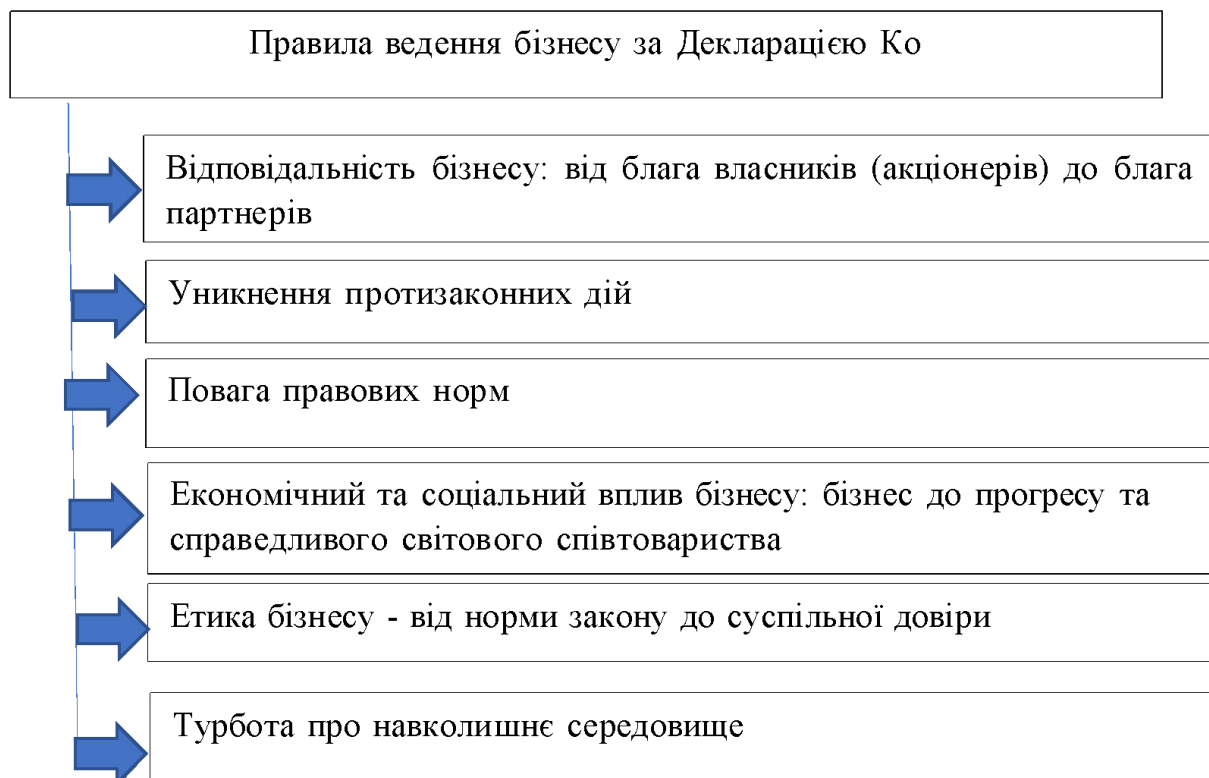 Правила ведення бізнесу за Декларацією Ко
Відповідальність бізнесу: від блага власників (акціонерів) до блага
партнерів
Уникнення протизаконних дій
Повага правових норм
Економічний та соціальний вплив бізнесу: бізнес до прогресу та
справедливого світового співтовариства
Етика бізнесу - від норми закону до суспільної довіри
Турбота про навколишнє середовище